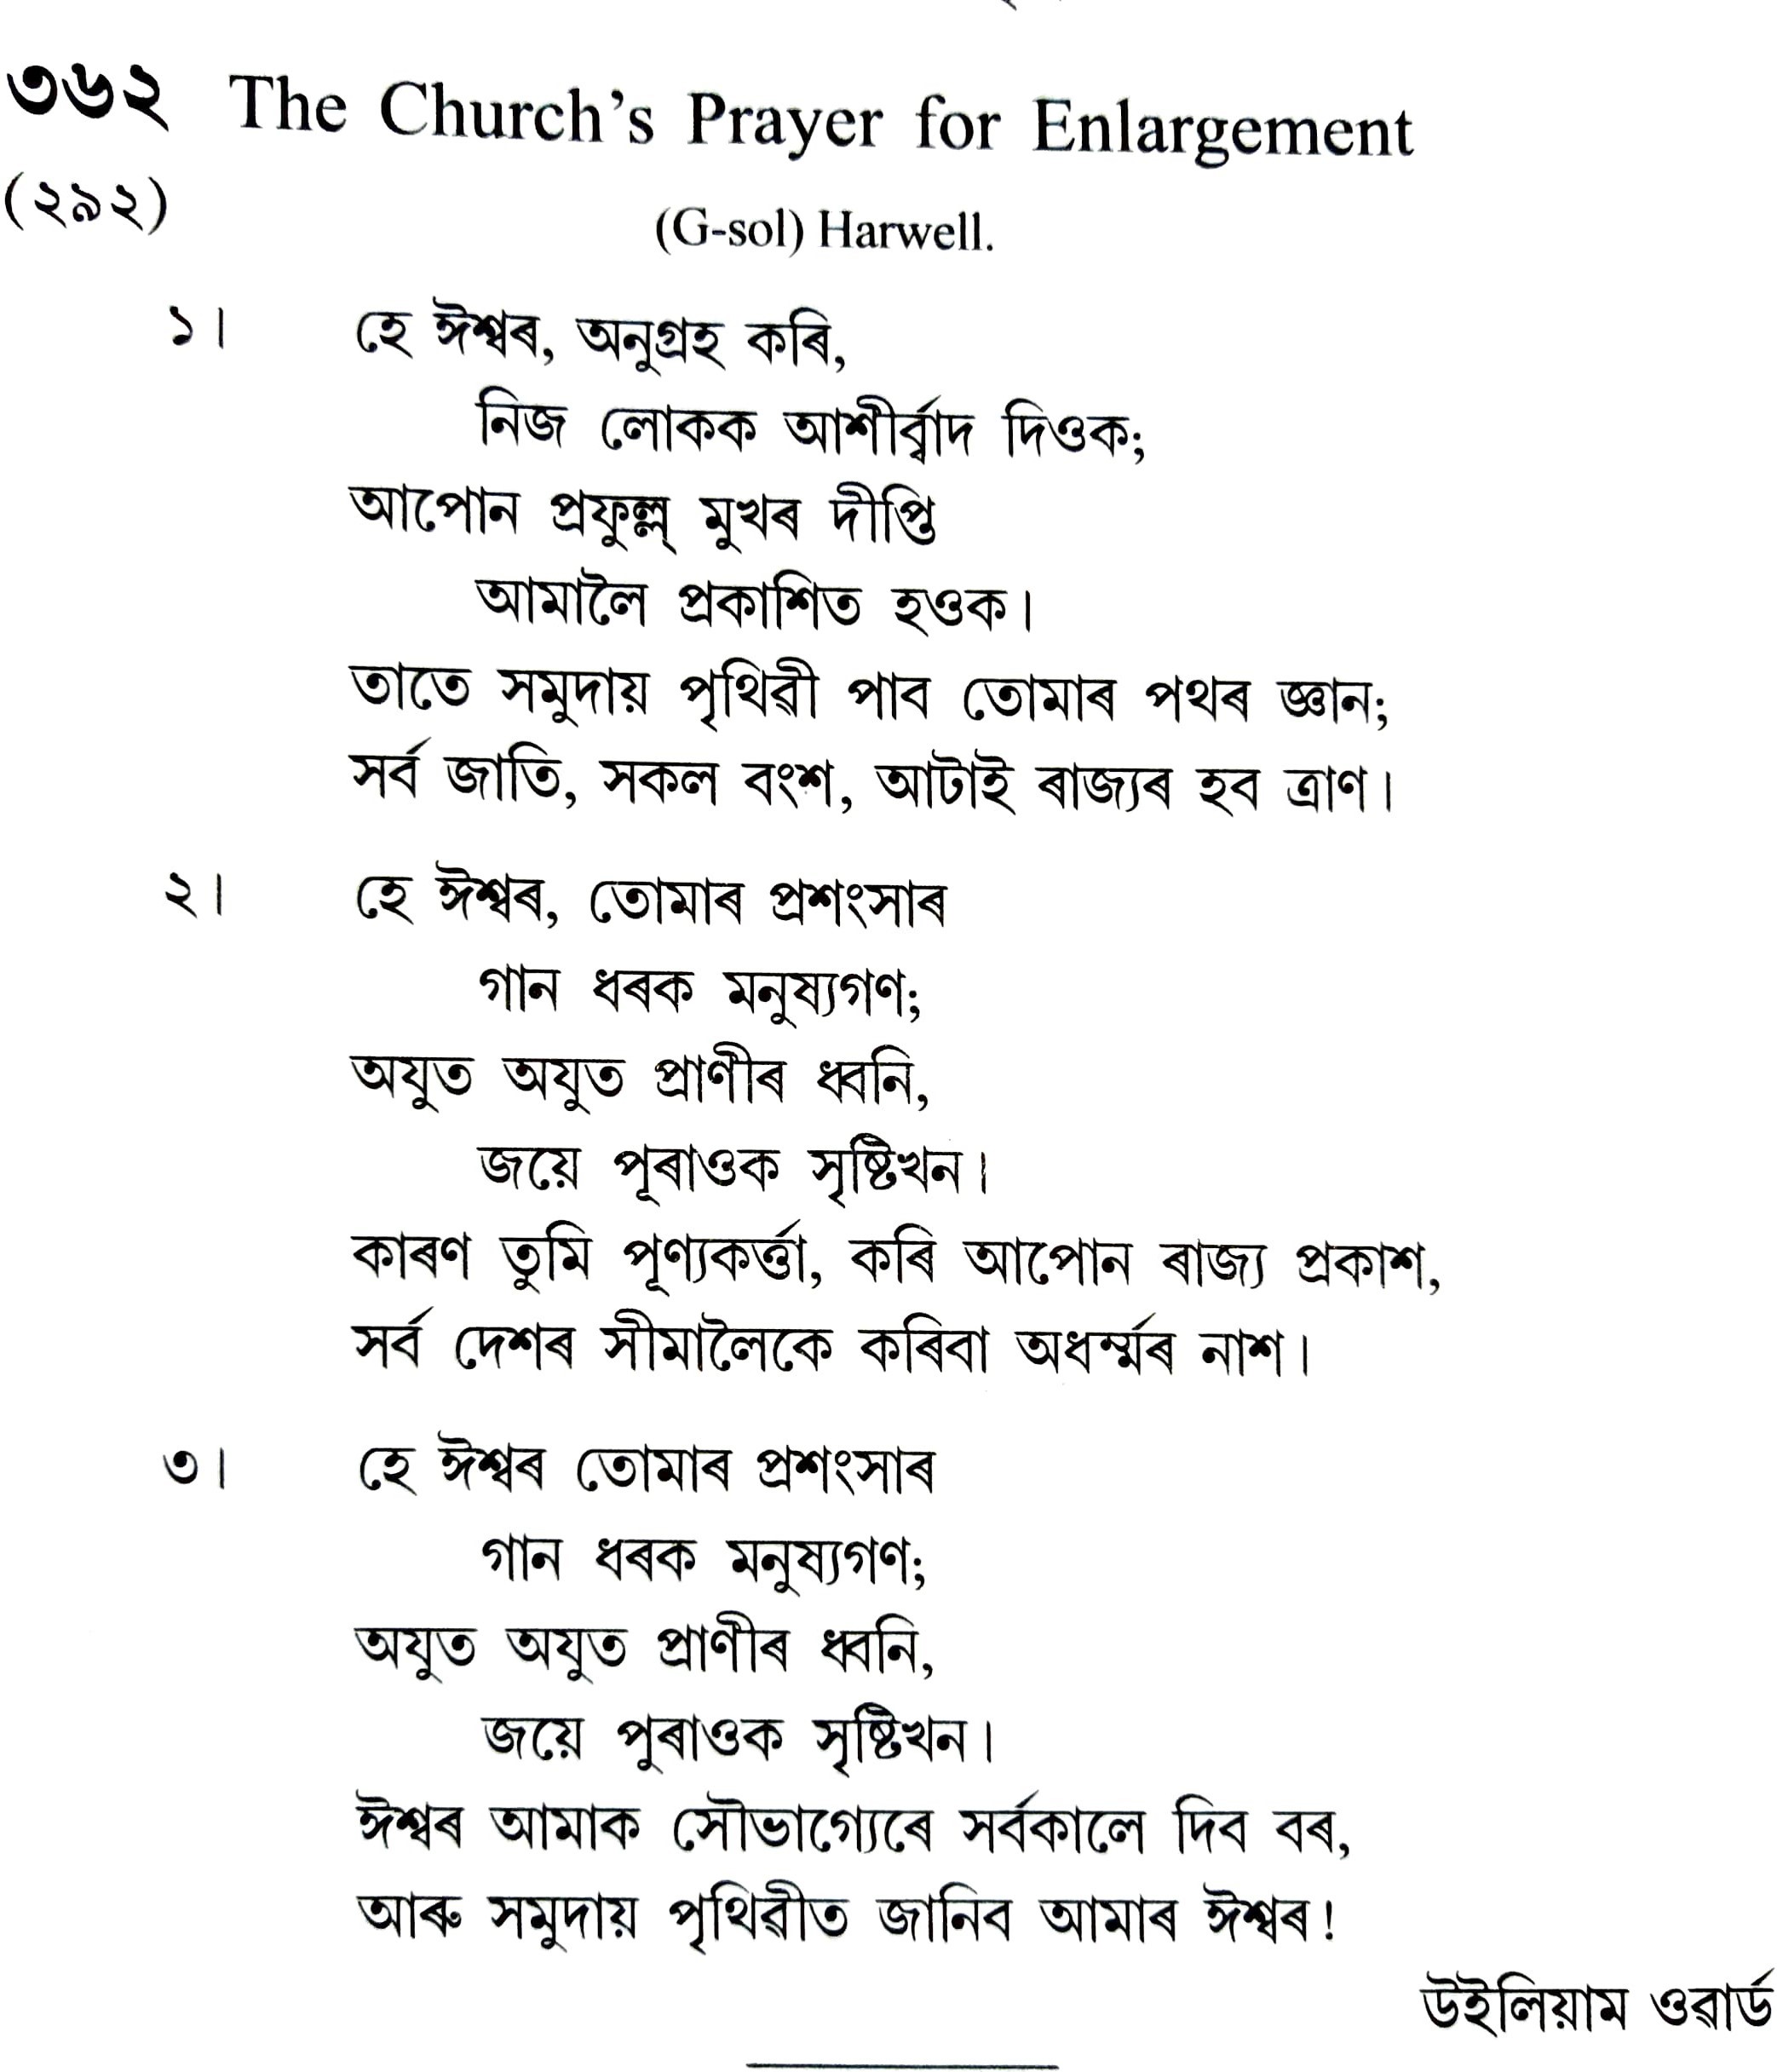 ৩৬২ The Church's Prayer for Enlargement
(২৯২) (G-sol) Harwell.
১। হে ঈশ্বৰ, অনুগ্ৰহ কৰি,
নিজ লোকক আশীৰ্ব্বাদ দিওক;
আপোন প্ৰফুল্ল্ মুখৰ দীপ্তি
আমালৈ প্ৰকাশিত হওক।
তাতে সমুদায় পৃথিৱী পাব তোমাৰ পথৰ জ্ঞান;
সৰ্ব জাতি, সকল বংশ, আটাই ৰাজ্যৰ হব ত্ৰাণ।
২। হে ঈশ্বৰ, তোমাৰ প্ৰশংসাৰ
গান ধৰক মনুষ্যগণ;
অযুত অযুত প্ৰাণীৰ ধ্বনি,
জয়ে পূৰাওক সৃষ্টিখন।
কাৰণ তুমি পূণ্যকৰ্ত্তা, কৰি আপোন ৰাজ্য প্ৰকাশ,
সৰ্ব দেশৰ সীমালৈকে কৰিবা অধৰ্ম্মৰ নাশ।
৩। হে ঈশ্বৰ তোমাৰ প্ৰশংসাৰ
গান ধৰক মনুষ্যগণ;
অযুত অযুত প্ৰাণীৰ ধ্বনি,
জয়ে পুৰাওক সৃষ্টিখন।
ঈশ্বৰ আমাক সৌভাগ্যেৰে সৰ্বকালে দিব বৰ,
আৰু সমুদায় পৃথিৱীত জানিব আমাৰ ঈশ্বৰ!
উইলিয়াম ওৱাৰ্ড